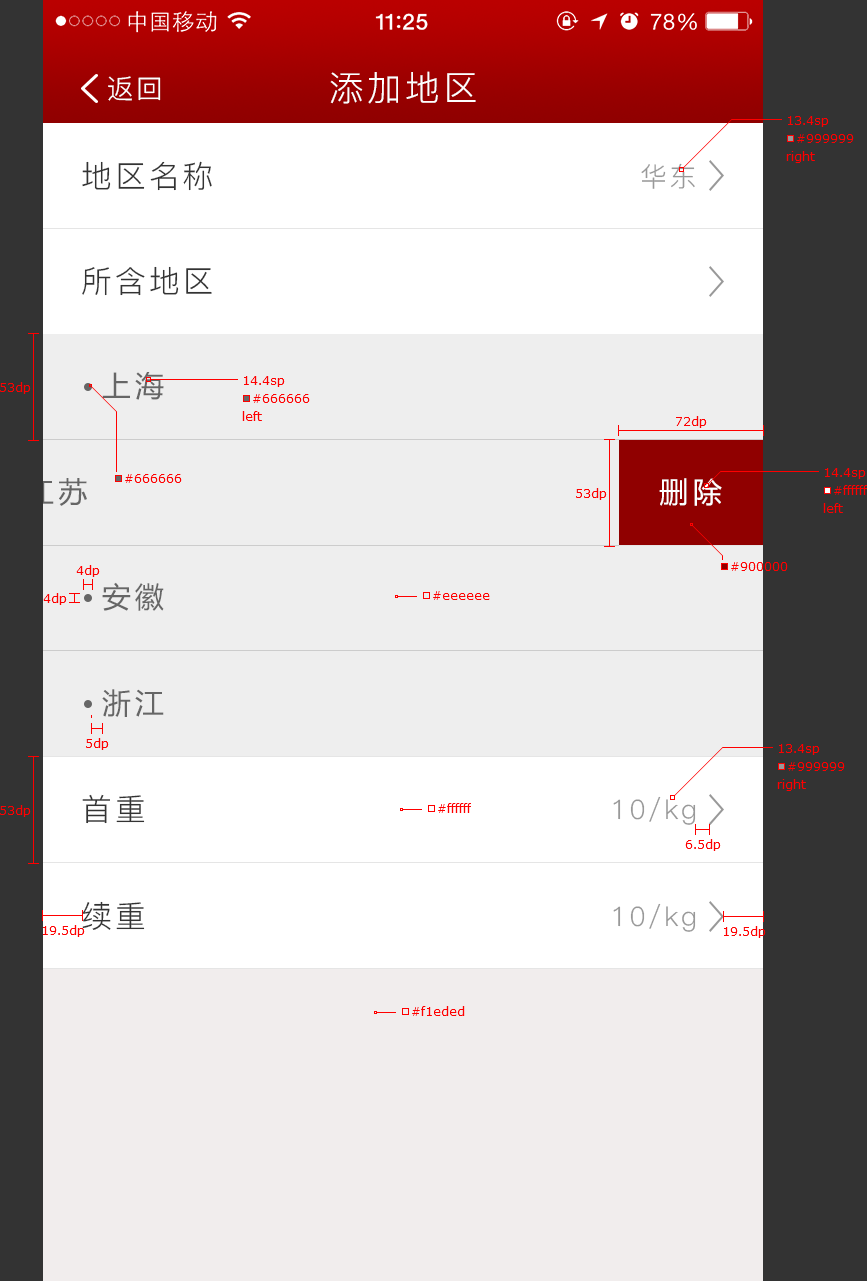 中国移动 11:25 78%
返回 添加地区
13.4sp
#999999
right
地区名称 华东
所含地区
53dp
上海
14.4sp
#666666
left
#666666
72dp
江苏
53dp
删除
14.4sp
#ffffff
left
#900000
4dp
4dp
安徽
#eeeeee
浙江
5dp
13.4sp
#999999
right
53dp
首重
#ffffff
10/kg
6.5dp
续重 10/kg
19.5dp
19.5dp
#f1eded